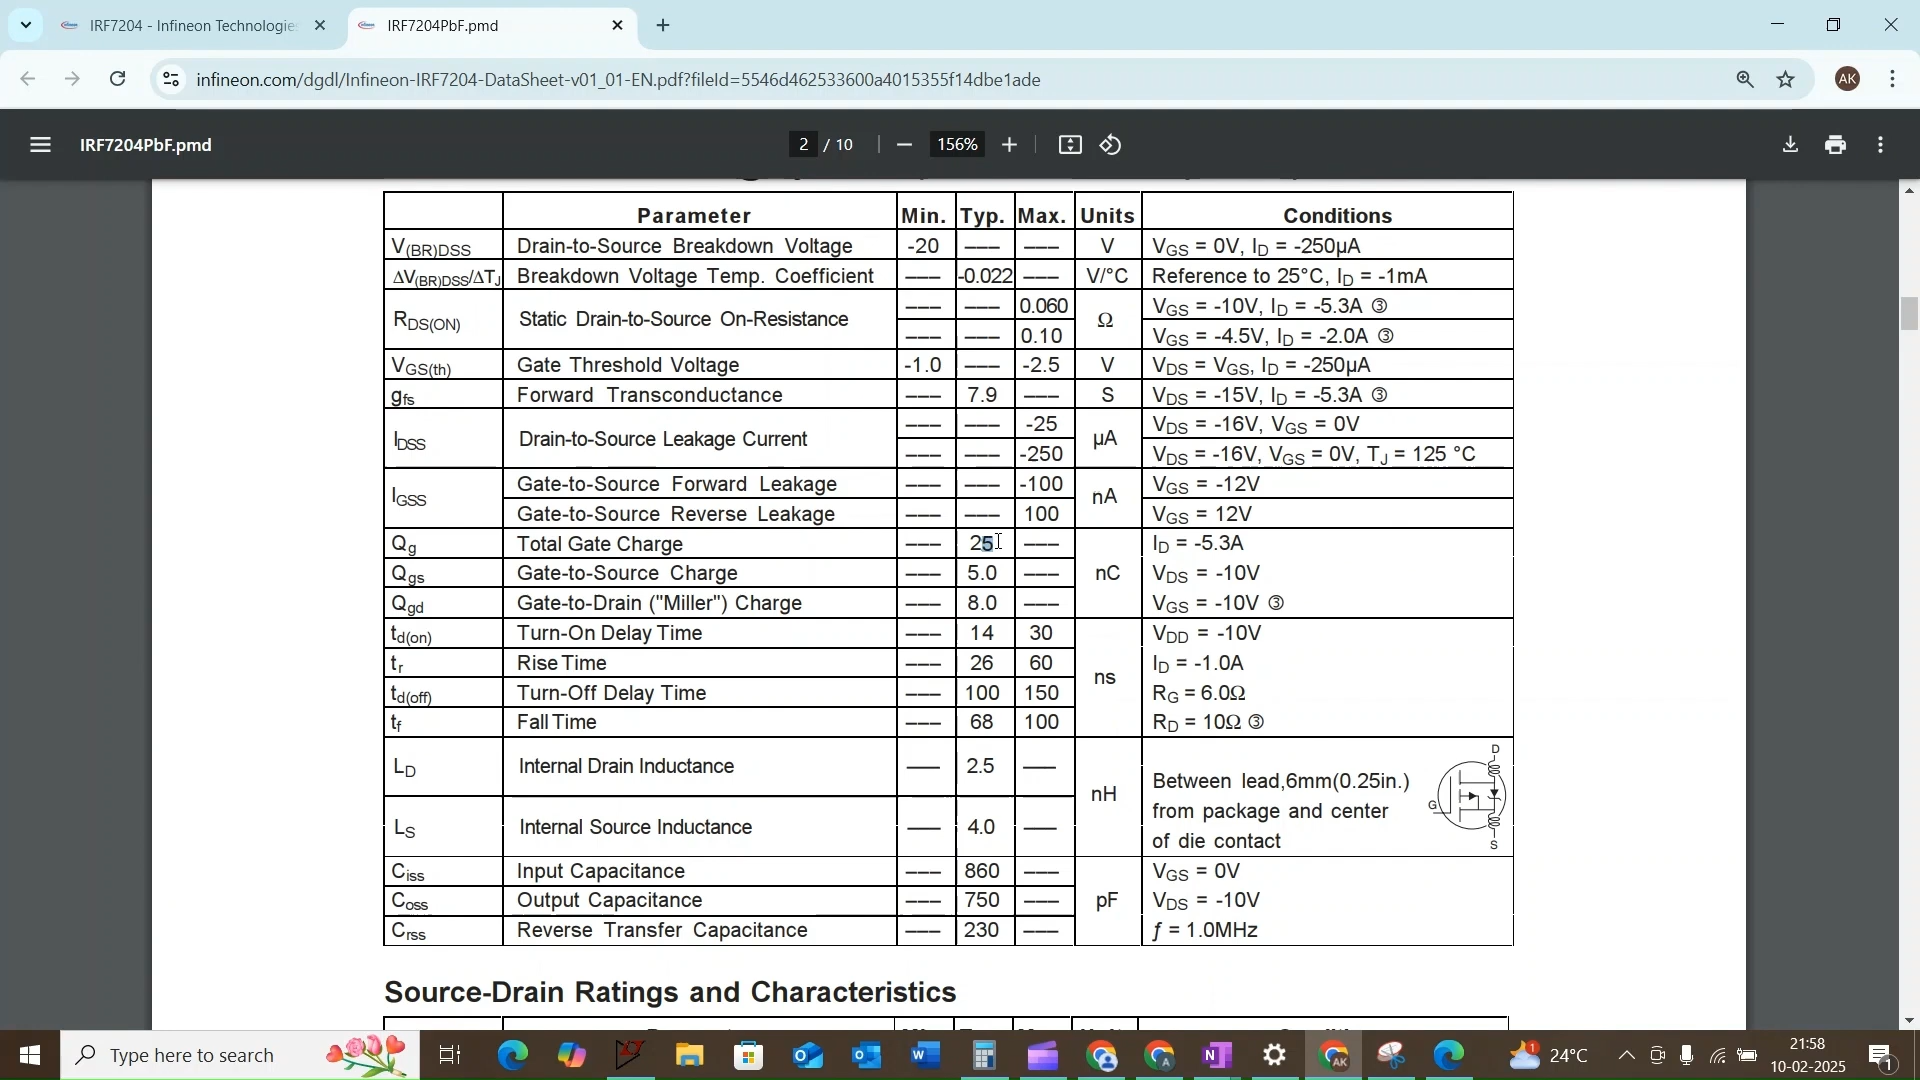 IRF7204 - Infineon Technologies
IRF7204PbF.pmd
infineon.com/dgdl/Infineon-IRF7204-DataSheet-v01_01-EN.pdf?fileId=5546d462533600a4015355f14dbe1ade
AK
IRF7204PbF.pmd
2 / 10
156%
Parameter Min. Typ. Max. Units Conditions
V(BR)DSS Drain-to-Source Breakdown Voltage -20 ––– ––– V VGS = 0V, ID = -250µA
ΔV(BR)DSS/ΔTJ Breakdown Voltage Temp. Coefficient ––– -0.022 ––– V/°C Reference to 25°C, ID = -1mA
RDS(ON) Static Drain-to-Source On-Resistance ––– ––– 0.060 Ω VGS = -10V, ID = -5.3A ③
––– ––– 0.10 VGS = -4.5V, ID = -2.0A ③
VGS(th) Gate Threshold Voltage -1.0 ––– -2.5 V VDS = VGS, ID = -250µA
gfs Forward Transconductance ––– 7.9 ––– S VDS = -15V, ID = -5.3A ③
IDSS Drain-to-Source Leakage Current ––– ––– -25 µA VDS = -16V, VGS = 0V
––– ––– -250 VDS = -16V, VGS = 0V, TJ = 125 °C
IGSS Gate-to-Source Forward Leakage ––– ––– -100 nA VGS = -12V
Gate-to-Source Reverse Leakage ––– ––– 100 VGS = 12V
Qg Total Gate Charge ––– 25 ––– ID = -5.3A
Qgs Gate-to-Source Charge ––– 5.0 ––– nC VDS = -10V
Qgd Gate-to-Drain ("Miller") Charge ––– 8.0 ––– VGS = -10V ③
td(on) Turn-On Delay Time ––– 14 30 VDD = -10V
tr Rise Time ––– 26 60 ns ID = -1.0A
td(off) Turn-Off Delay Time ––– 100 150 RG = 6.0Ω
tf Fall Time ––– 68 100 RD = 10Ω ③
LD Internal Drain Inductance ––– 2.5 ––– nH Between lead,6mm(0.25in.)
from package and center
LS Internal Source Inductance ––– 4.0 ––– of die contact
D
G
S
Ciss Input Capacitance ––– 860 ––– VGS = 0V
Coss Output Capacitance ––– 750 ––– pF VDS = -10V
Crss Reverse Transfer Capacitance ––– 230 ––– ƒ = 1.0MHz
Source-Drain Ratings and Characteristics
Type here to search
24°C
21:58
10-02-2025
1